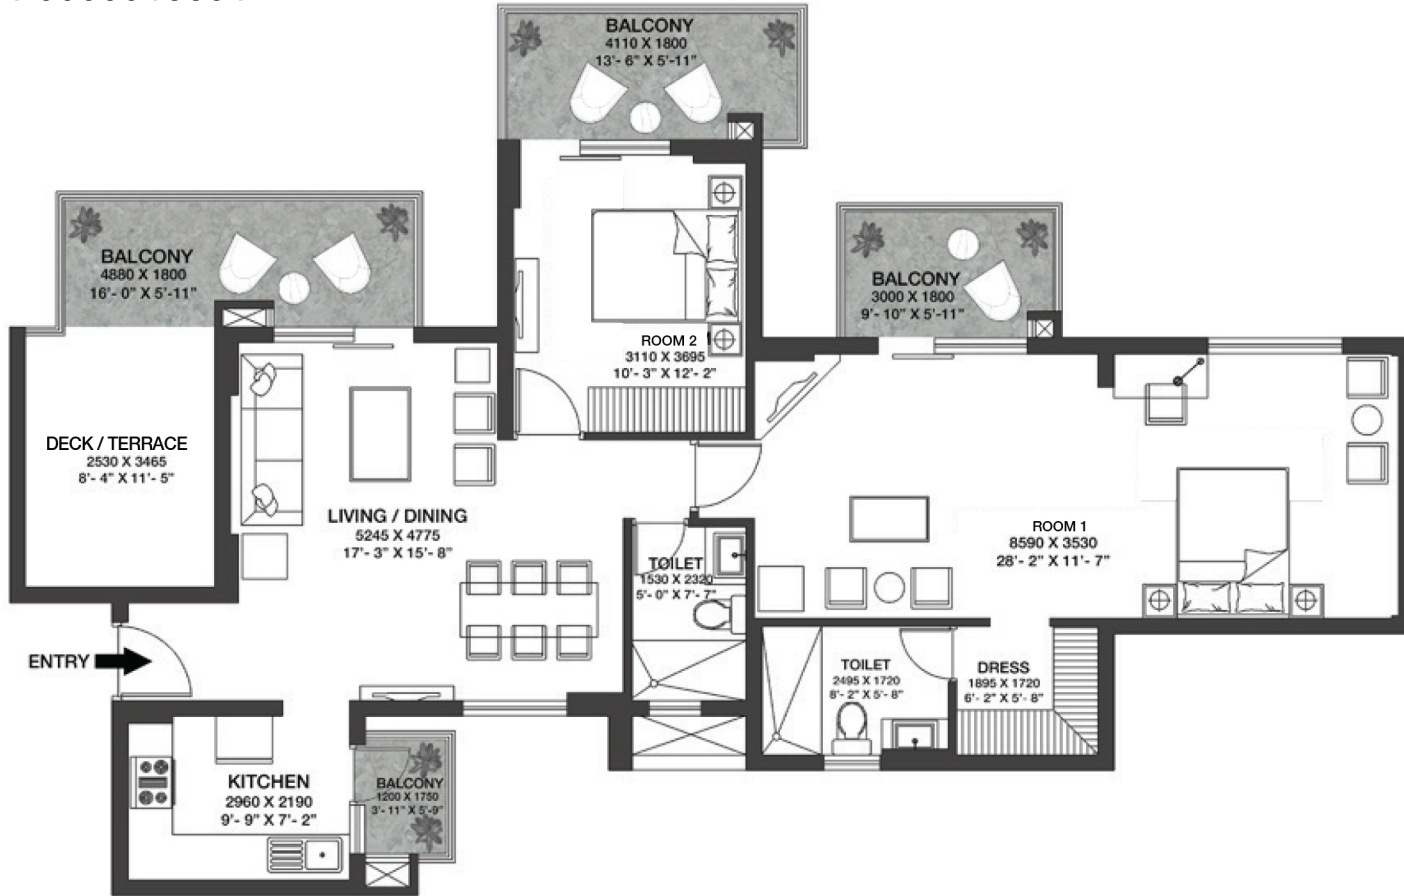 BALCONY
4110 X 1800
13'- 6" X 5'-11"
BALCONY
4880 X 1800
16'- 0" X 5'-11"
BALCONY
3000 X 1800
9'- 10" X 5'-11"
ROOM 2
3110 X 3695
10'- 3" X 12'- 2"
DECK / TERRACE
2530 X 3465
8'- 4" X 11'- 5"
LIVING / DINING
5245 X 4775
17'- 3" X 15'- 8"
ROOM 1
8590 X 3530
28'- 2" X 11'- 7"
TOILET
1530 X 2320
5'- 0" X 7'- 7"
ENTRY
TOILET
2495 X 1720
8'- 2" X 5'- 8"
DRESS
1895 X 1720
6'- 2" X 5'- 8"
KITCHEN
2960 X 2190
9'- 9" X 7'- 2"
BALCONY
1200 X 1750
3'- 11" X 5'-9"